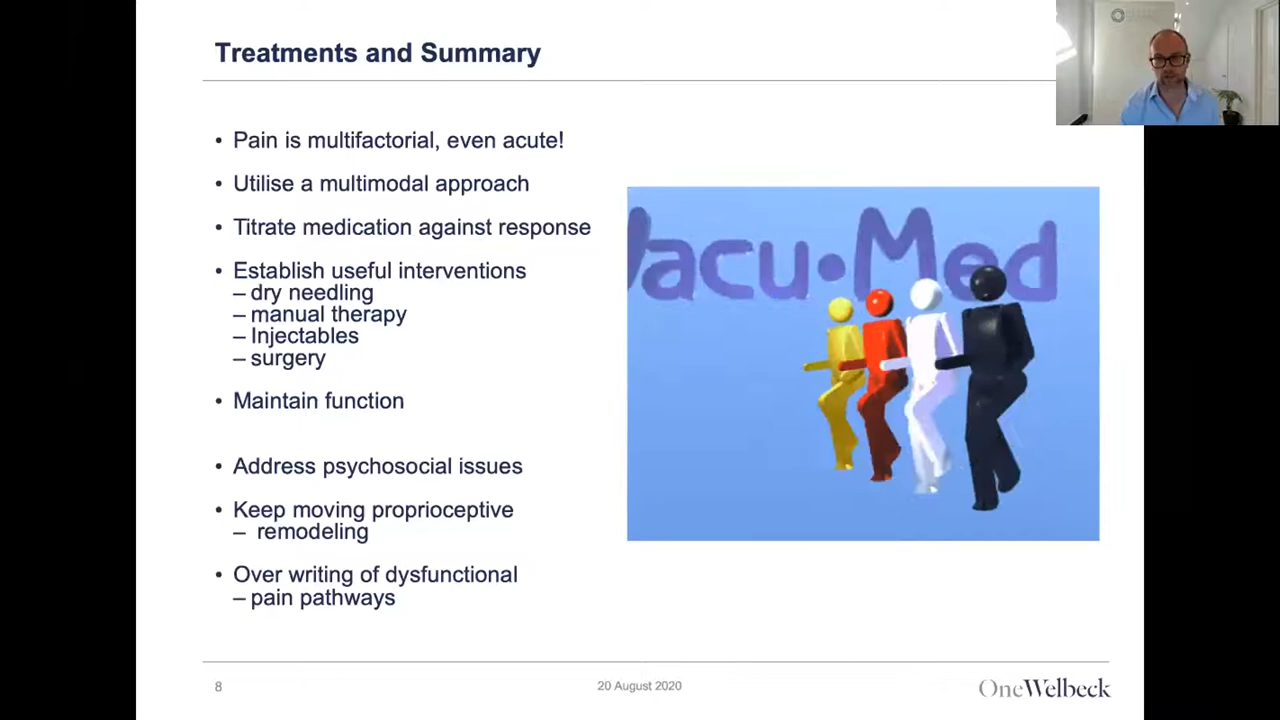 Treatments and Summary
• Pain is multifactorial, even acute!
• Utilise a multimodal approach
• Titrate medication against response
• Establish useful interventions
– dry needling
– manual therapy
– Injectables
– surgery
• Maintain function
• Address psychosocial issues
• Keep moving proprioceptive
– remodeling
• Over writing of dysfunctional
– pain pathways
Vacu•Med
8
20 August 2020
OneWelbeck